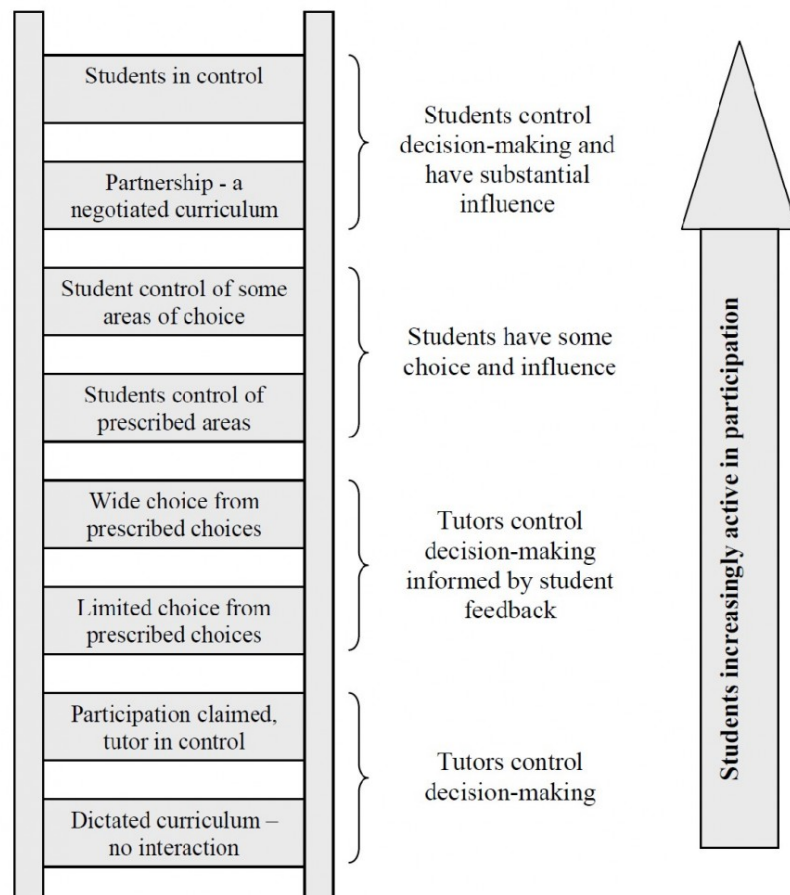 Students in control
Partnership - a
negotiated curriculum
Students control
decision-making and
have substantial
influence
Student control of some
areas of choice
Students control of
prescribed areas
Students have some
choice and influence
Wide choice from
prescribed choices
Limited choice from
prescribed choices
Tutors control
decision-making
informed by student
feedback
Participation claimed,
tutor in control
Dictated curriculum –
no interaction
Tutors control
decision-making
Students increasingly active in participation